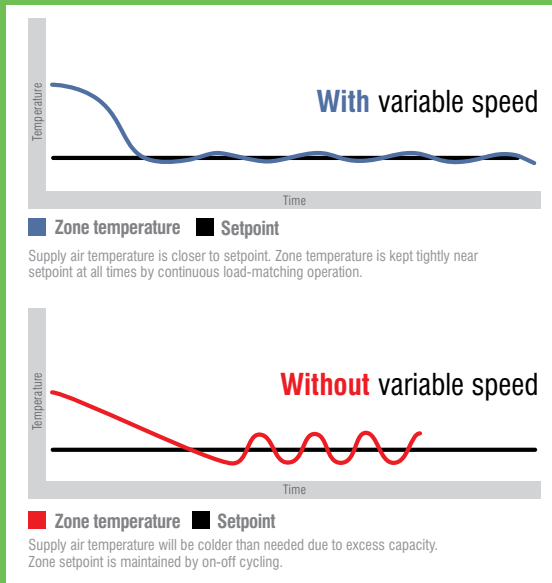 With variable speed
Temperature
Time
Zone temperature Setpoint
Supply air temperature is closer to setpoint. Zone temperature is kept tightly near
setpoint at all times by continuous load-matching operation.
Without variable speed
Temperature
Time
Zone temperature Setpoint
Supply air temperature will be colder than needed due to excess capacity.
Zone setpoint is maintained by on-off cycling.